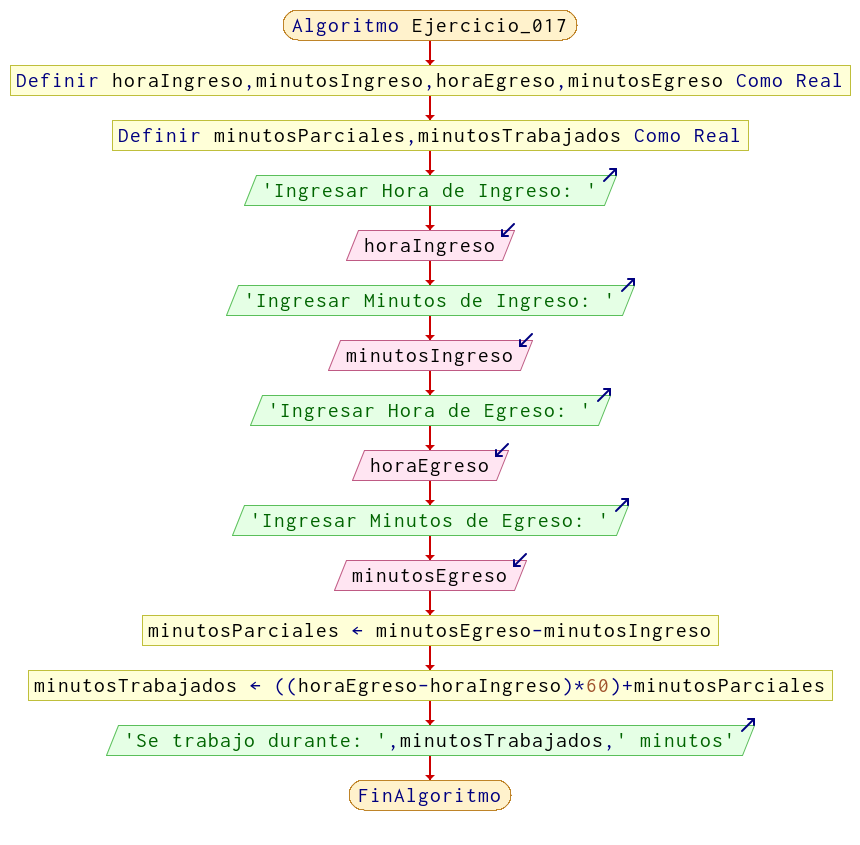 Algoritmo Ejercicio_017
Definir horaIngreso,minutosIngreso,horaEgreso,minutosEgreso Como Real
Definir minutosParciales,minutosTrabajados Como Real
'Ingresar Hora de Ingreso: '
horaIngreso
'Ingresar Minutos de Ingreso: '
minutosIngreso
'Ingresar Hora de Egreso: '
horaEgreso
'Ingresar Minutos de Egreso: '
minutosEgreso
minutosParciales ← minutosEgreso-minutosIngreso
minutosTrabajados ← ((horaEgreso-horaIngreso)*60)+minutosParciales
'Se trabajo durante: ',minutosTrabajados,' minutos'
FinAlgoritmo